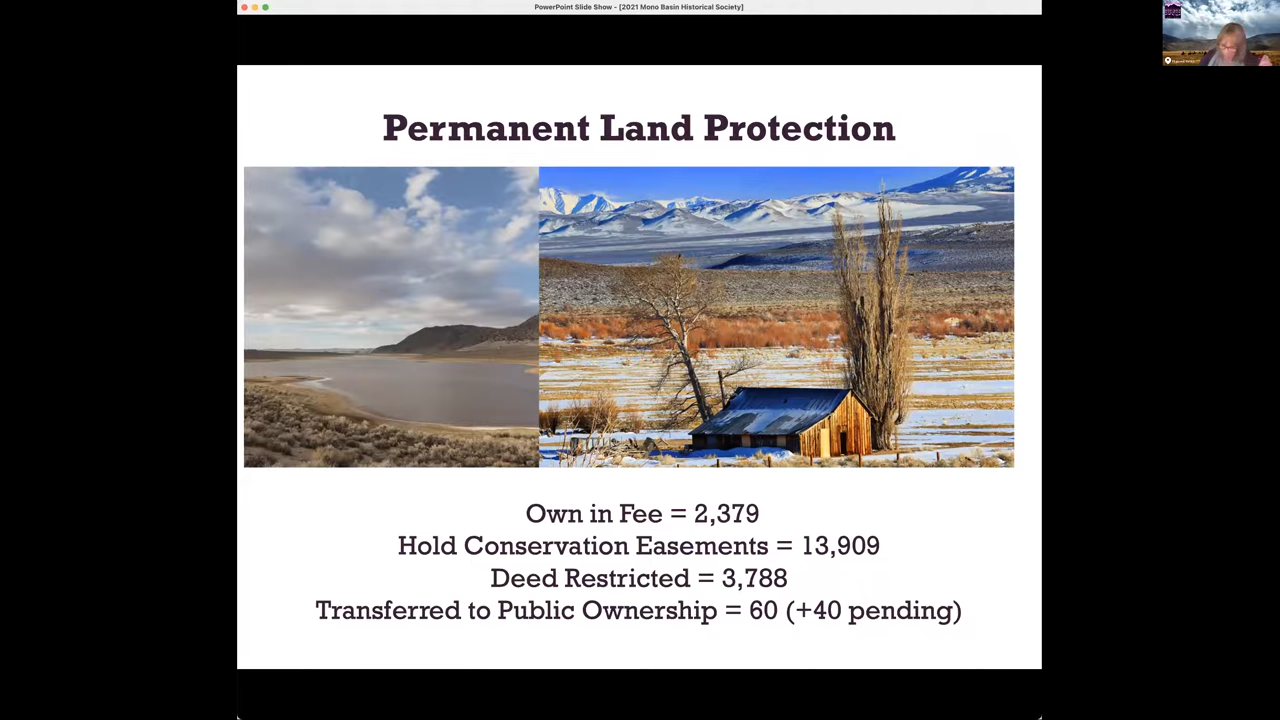 PowerPoint Slide Show - [2021 Mono Basin Historical Society]
Permanent Land Protection
Own in Fee = 2,379
Hold Conservation Easements = 13,909
Deed Restricted = 3,788
Transferred to Public Ownership = 60 (+40 pending)